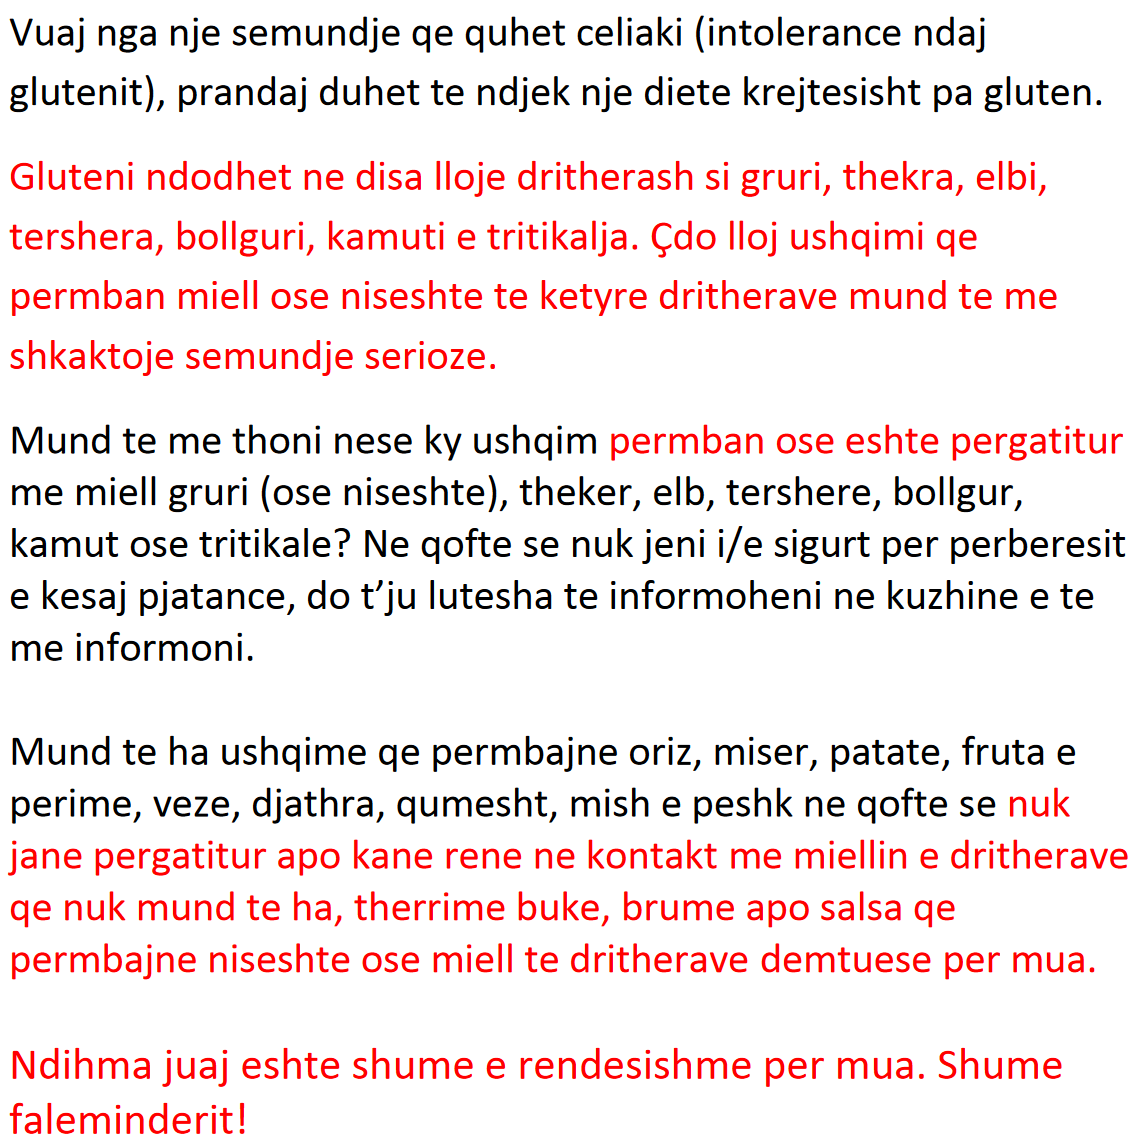 Vuaj nga nje semundje qe quhet celiaki (intolerance ndaj
glutenit), prandaj duhet te ndjek nje diete krejtesisht pa gluten.
Gluteni ndodhet ne disa lloje dritherash si gruri, thekra, elbi,
tershera, bollguri, kamuti e tritikalja. Çdo lloj ushqimi qe
permban miell ose niseshte te ketyre dritherave mund te me
shkaktoje semundje serioze.
Mund te me thoni nese ky ushqim permban ose eshte pergatitur
me miell gruri (ose niseshte), theker, elb, tershere, bollgur,
kamut ose tritikale? Ne qofte se nuk jeni i/e sigurt per perberesit
e kesaj pjatance, do t’ju lutesha te informoheni ne kuzhine e te
me informoni.
Mund te ha ushqime qe permbajne oriz, miser, patate, fruta e
perime, veze, djathra, qumesht, mish e peshk ne qofte se nuk
jane pergatitur apo kane rene ne kontakt me miellin e dritherave
qe nuk mund te ha, therrime buke, brume apo salsa qe
permbajne niseshte ose miell te dritherave demtuese per mua.
Ndihma juaj eshte shume e rendesishme per mua. Shume
faleminderit!